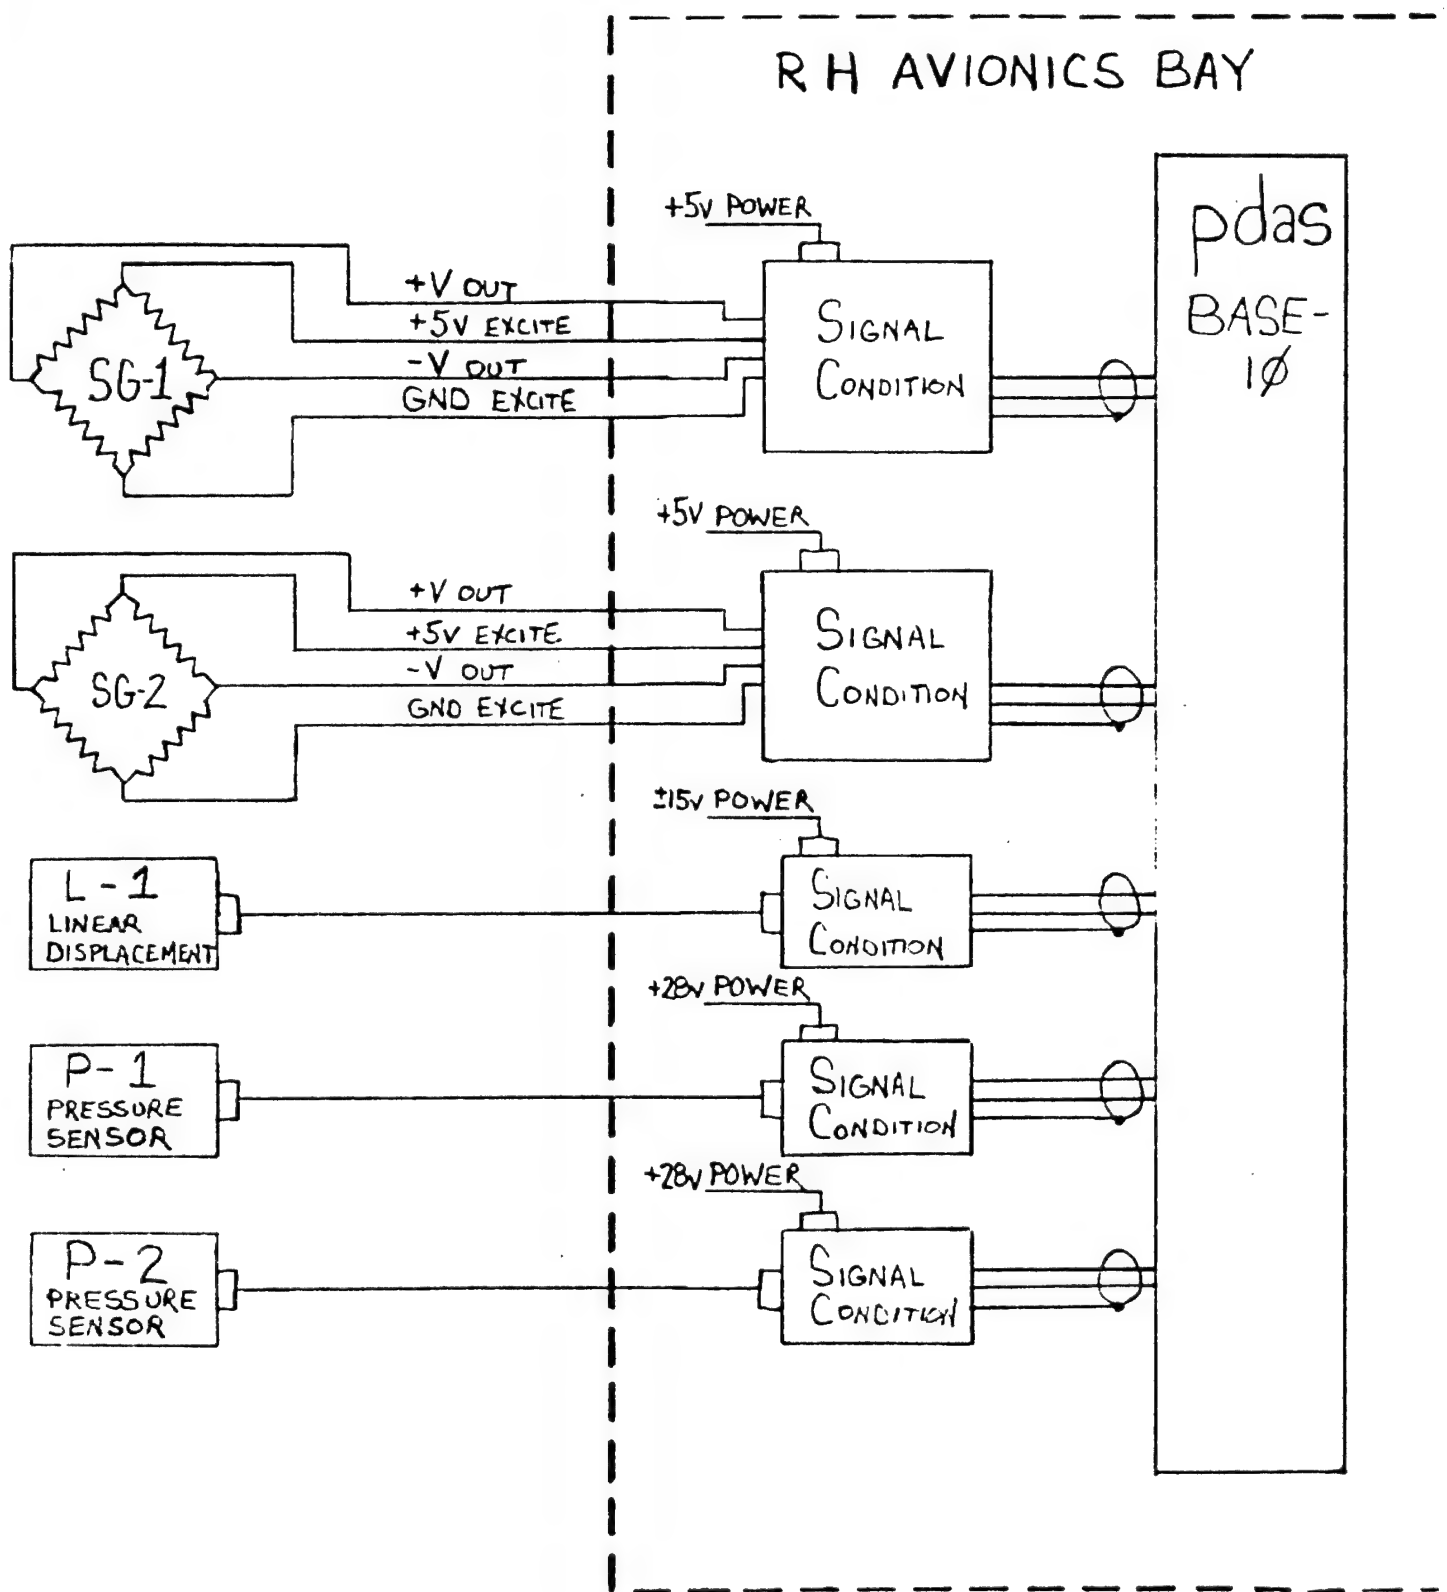 RH AVIONICS BAY
pdas
BASE-
1Ø
+5V POWER
+V OUT
+5V EXCITE
-V OUT
GND EXCITE
SG-1
SIGNAL
CONDITION
+5V POWER
+V OUT
+5V EXCITE
-V OUT
GND EXCITE
SG-2
SIGNAL
CONDITION
±15V POWER
L-1
LINEAR
DISPLACEMENT
SIGNAL
CONDITION
+28V POWER
P-1
PRESSURE
SENSOR
SIGNAL
CONDITION
+28V POWER
P-2
PRESSURE
SENSOR
SIGNAL
CONDITION